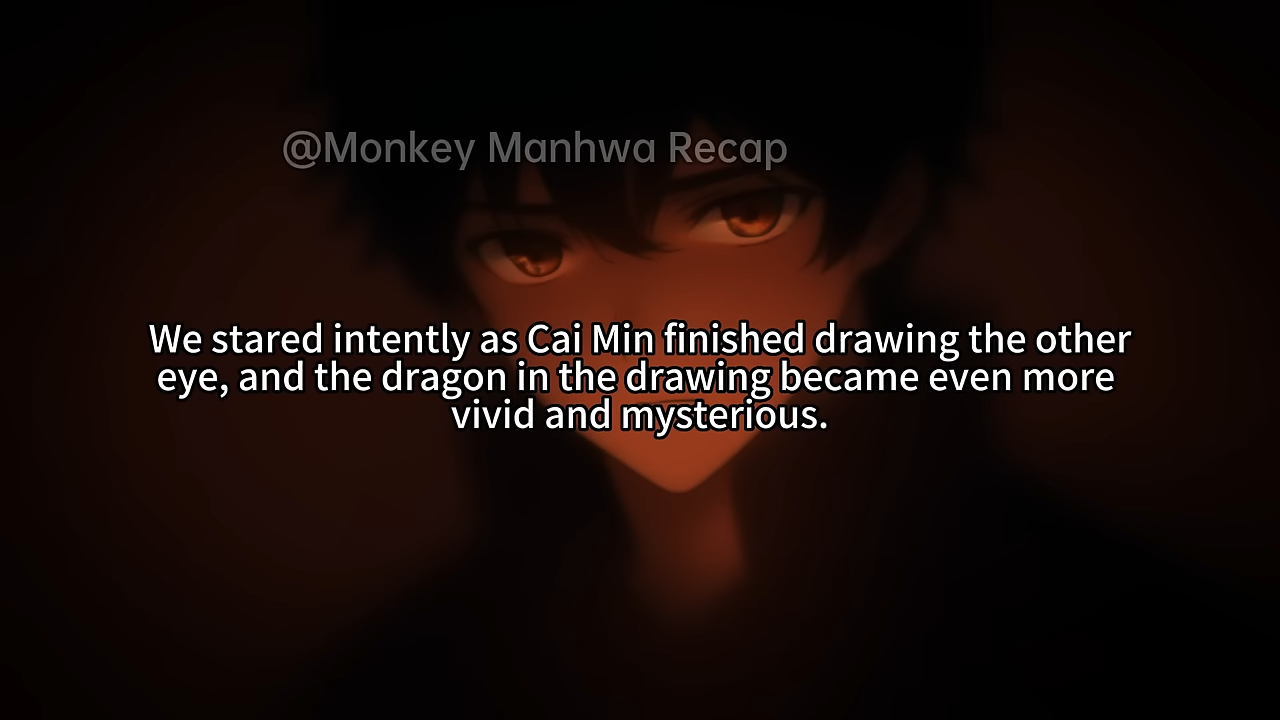 @Monkey Manhwa Recap
We stared intently as Cai Min finished drawing the other
eye, and the dragon in the drawing became even more
vivid and mysterious.